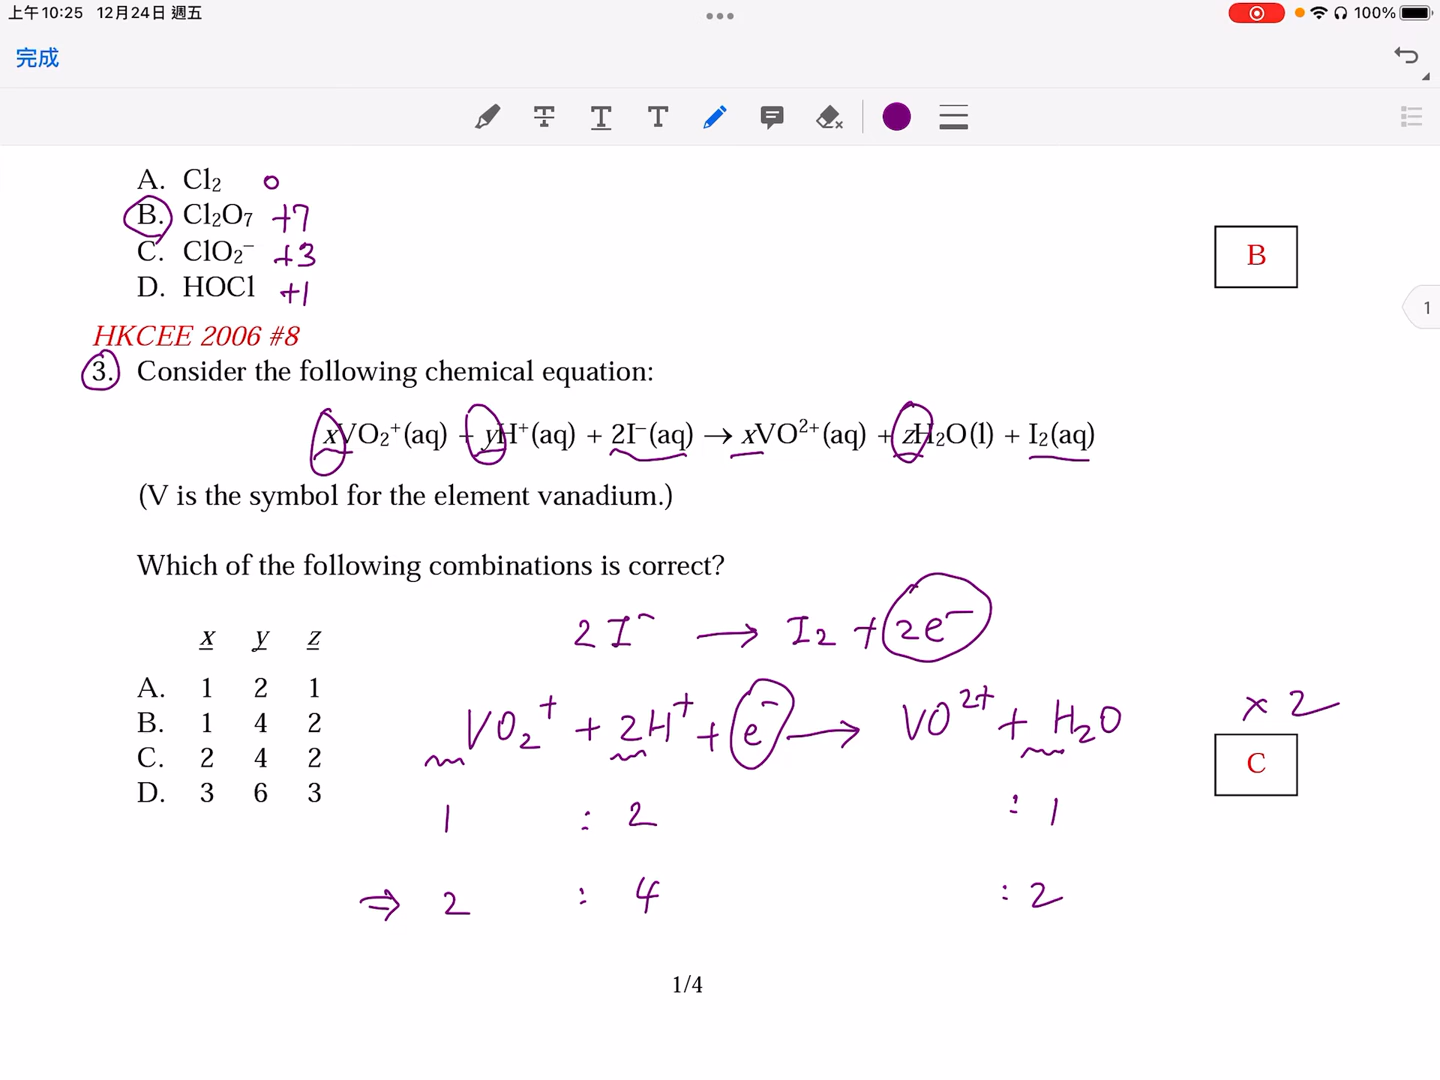 上午10:25 12月24日 週五 100%
完成
A. Cl₂ 0
B. Cl₂O₇ +7
C. ClO₂⁻ +3
B
D. HOCl +1
1
HKCEE 2006 #8
3. Consider the following chemical equation:
xVO₂⁺(aq) + yH⁺(aq) + 2I⁻(aq) → xVO²⁺(aq) + zH₂O(l) + I₂(aq)
(V is the symbol for the element vanadium.)
Which of the following combinations is correct?
2I⁻ → I₂ + 2e⁻
x y z
A. 1 2 1
VO₂⁺ + 2H⁺ + e⁻ → VO²⁺ + H₂O × 2
B. 1 4 2
C. 2 4 2
C
D. 3 6 3
1 : 2 : 1
⇒ 2 : 4 : 2
1/4